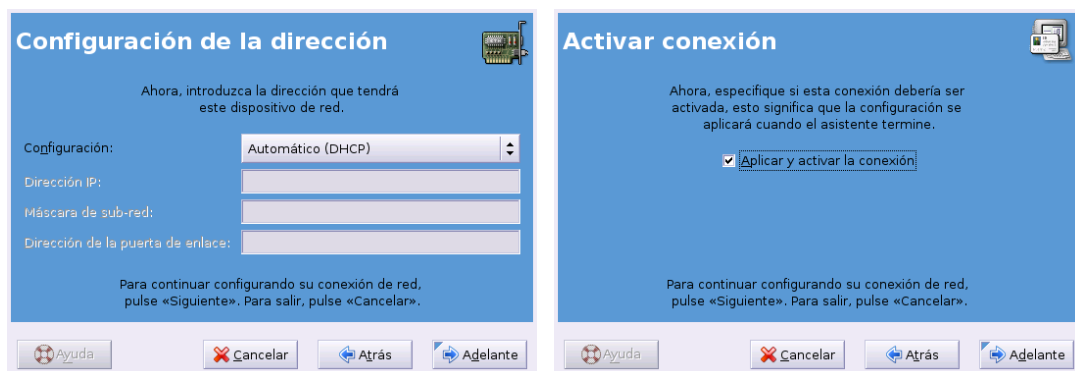 Configuración de la dirección
Ahora, introduzca la dirección que tendrá
este dispositivo de red.
Configuración:
Automático (DHCP)
Dirección IP:
Máscara de sub-red:
Dirección de la puerta de enlace:
Para continuar configurando su conexión de red,
pulse «Siguiente». Para salir, pulse «Cancelar».
Ayuda
Cancelar
Atrás
Adelante
Activar conexión
Ahora, especifique si esta conexión debería ser
activada, esto significa que la configuración se
aplicará cuando el asistente termine.
Aplicar y activar la conexión
Para continuar configurando su conexión de red,
pulse «Siguiente». Para salir, pulse «Cancelar».
Ayuda
Cancelar
Atrás
Adelante